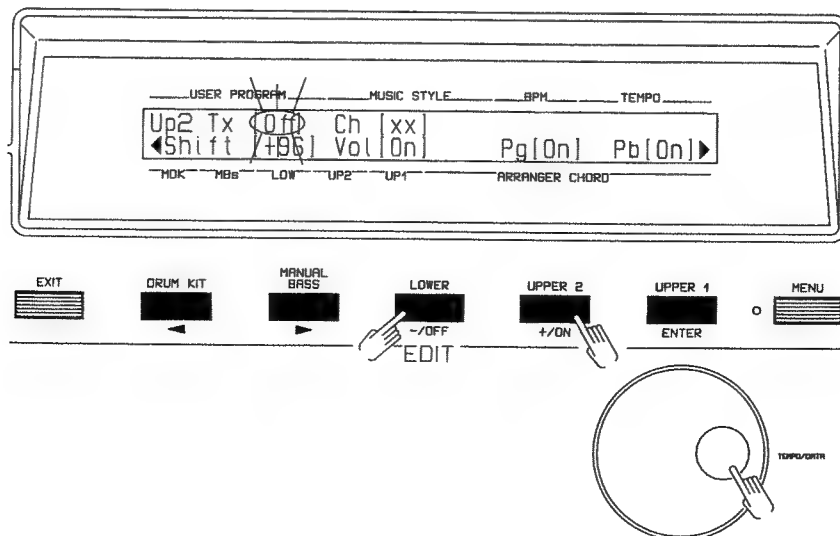 USER PROGRAM MUSIC STYLE BPM TEMPO
Up2 Tx [Off] Ch [xx]
◄Shift [+96] Vol[On] Pg[On] Pb[On]►
MDK MBs LOW UP2 UP1 ARRANGER CHORD
EXIT DRUM KIT MANUAL BASS LOWER UPPER 2 UPPER 1 MENU
◄ ► -/OFF +/ON ENTER
EDIT
TEMPO/DATA